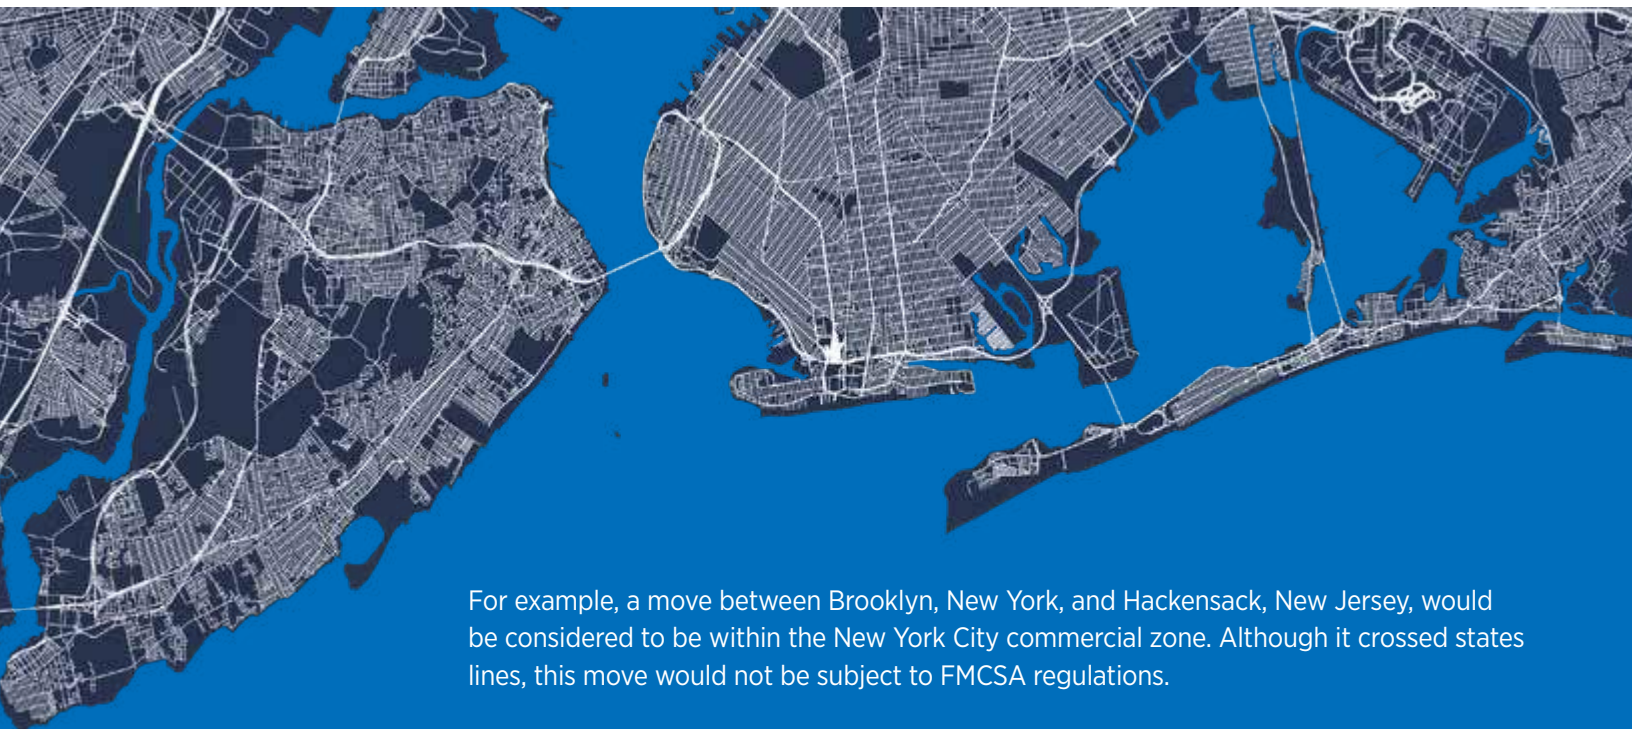 For example, a move between Brooklyn, New York, and Hackensack, New Jersey, would
be considered to be within the New York City commercial zone. Although it crossed states
lines, this move would not be subject to FMCSA regulations.